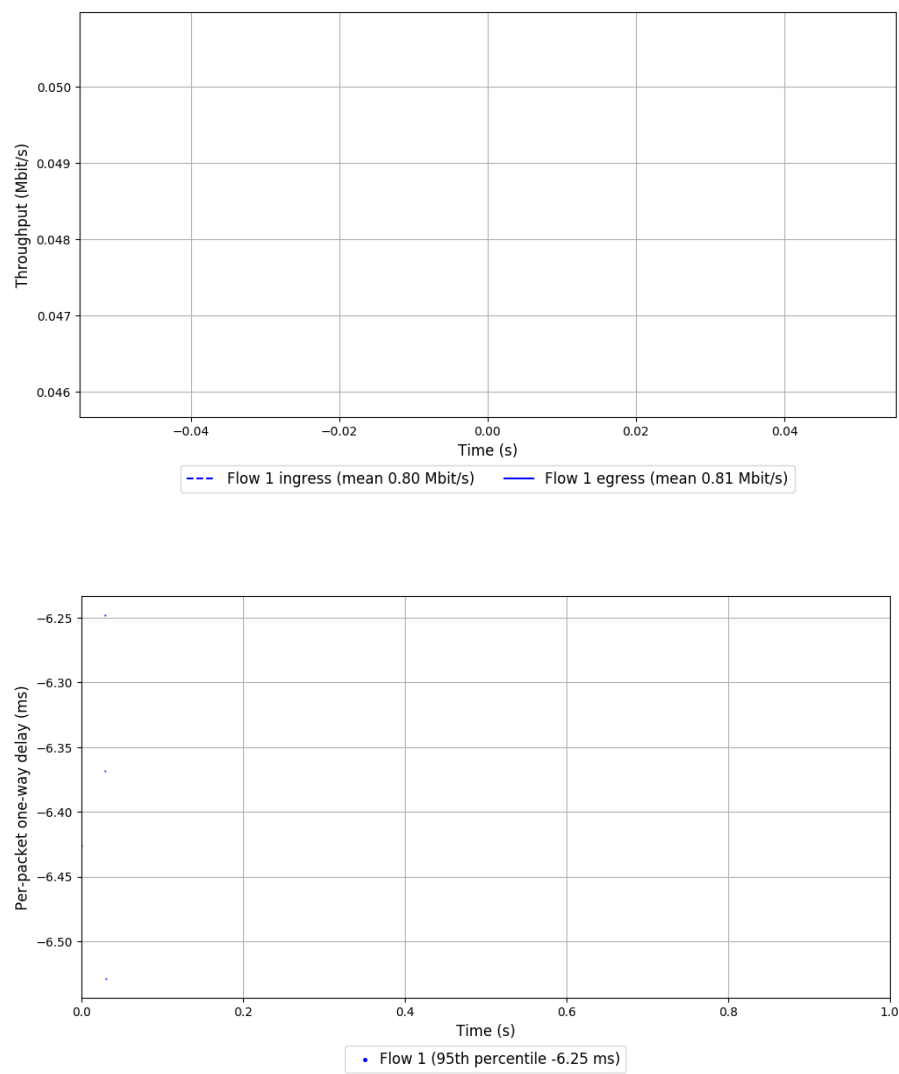 0.050
0.049
0.048
0.047
0.046
Throughput (Mbit/s)
−0.04 −0.02 0.00 0.02 0.04
Time (s)
Flow 1 ingress (mean 0.80 Mbit/s) Flow 1 egress (mean 0.81 Mbit/s)
−6.25
−6.30
−6.35
−6.40
−6.45
−6.50
Per-packet one-way delay (ms)
0.0 0.2 0.4 0.6 0.8 1.0
Time (s)
Flow 1 (95th percentile -6.25 ms)